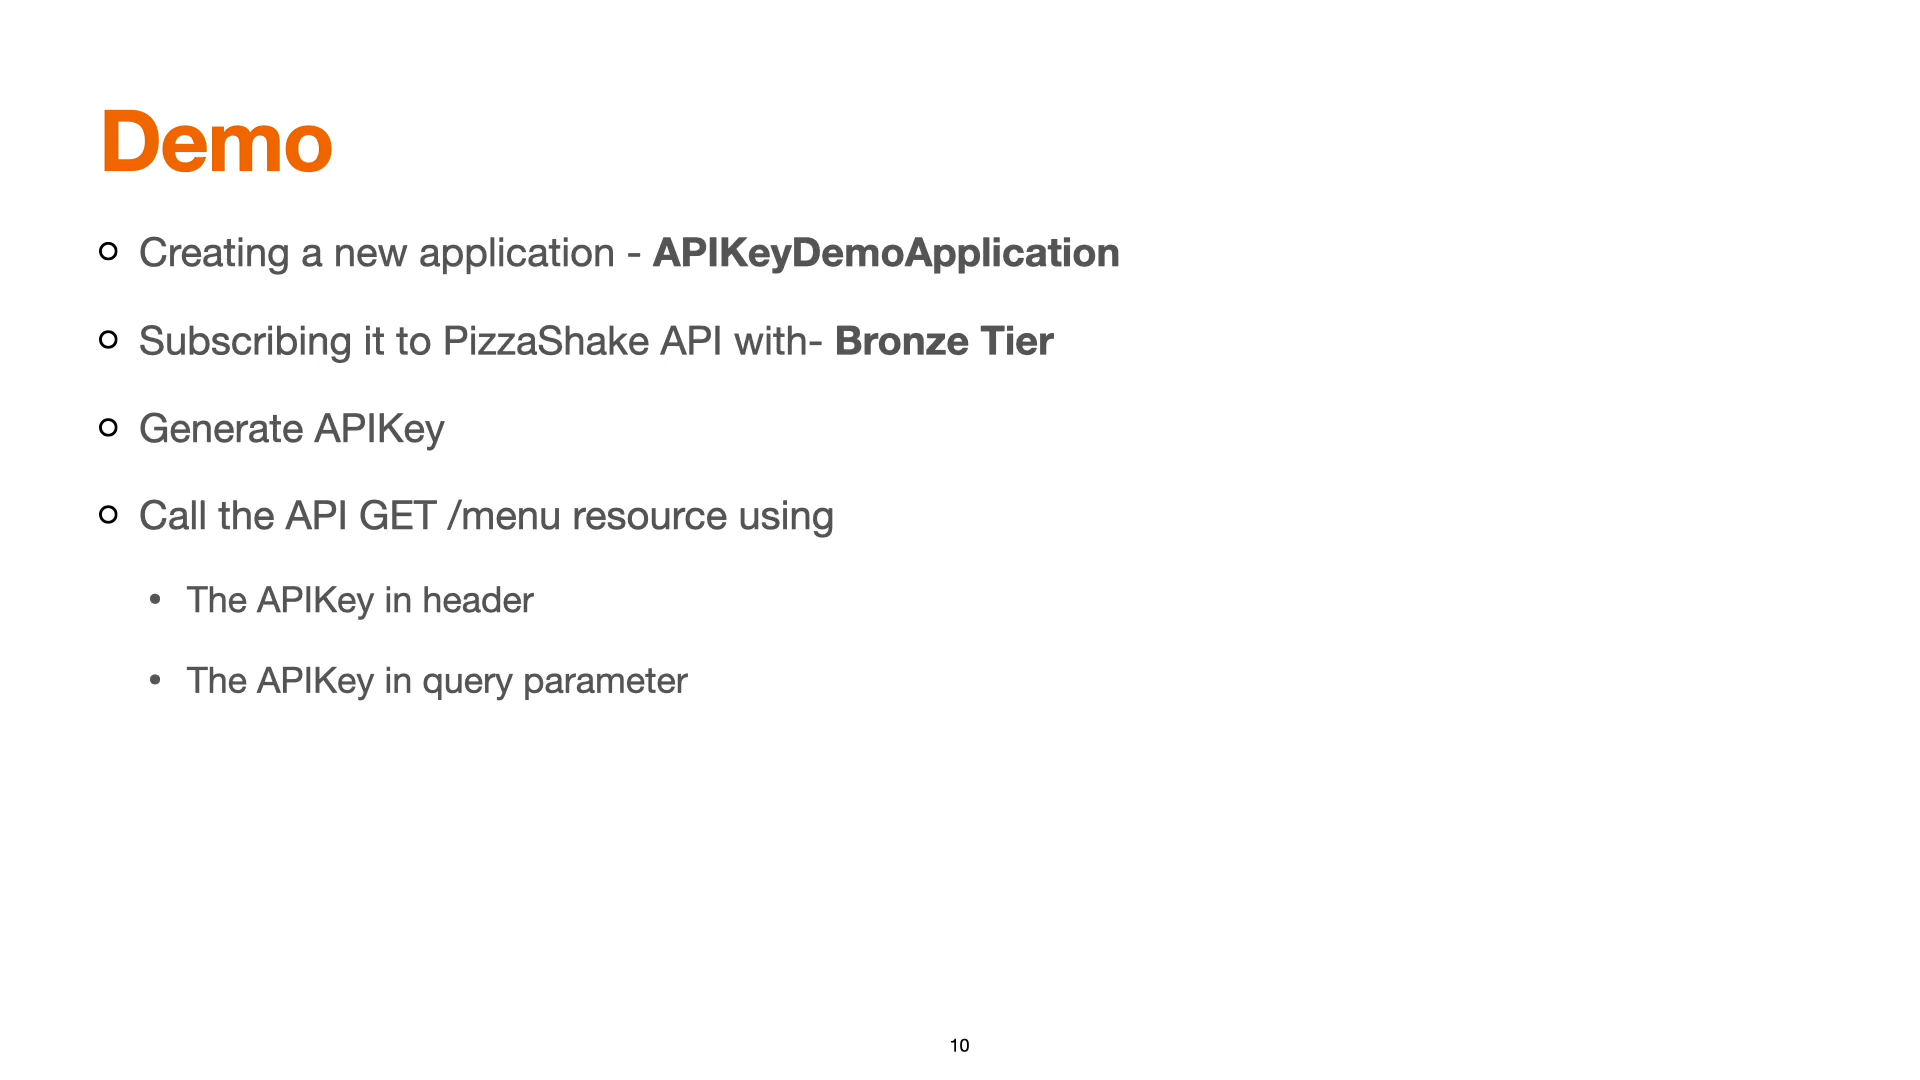 Demo
Creating a new application - APIKeyDemoApplication
Subscribing it to PizzaShake API with- Bronze Tier
Generate APIKey
Call the API GET /menu resource using
The APIKey in header
The APIKey in query parameter
10